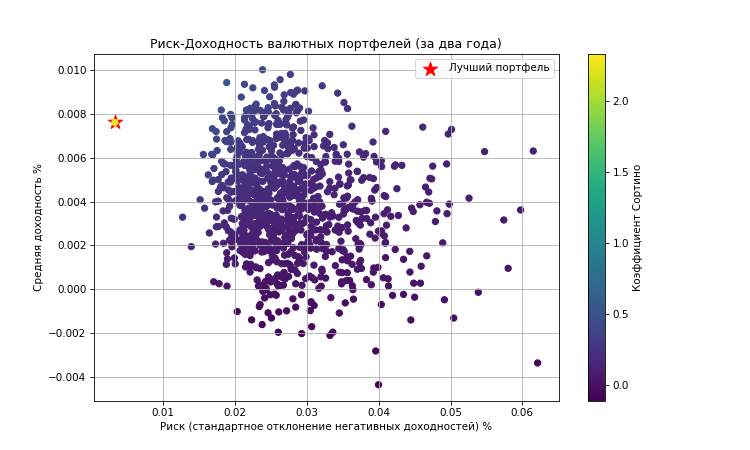 Риск-Доходность валютных портфелей (за два года)
Лучший портфель
Средняя доходность %
0.010
0.008
0.006
0.004
0.002
0.000
−0.002
−0.004
0.01 0.02 0.03 0.04 0.05 0.06
Риск (стандартное отклонение негативных доходностей) %
2.0
1.5
1.0
0.5
0.0
Коэффициент Сортино